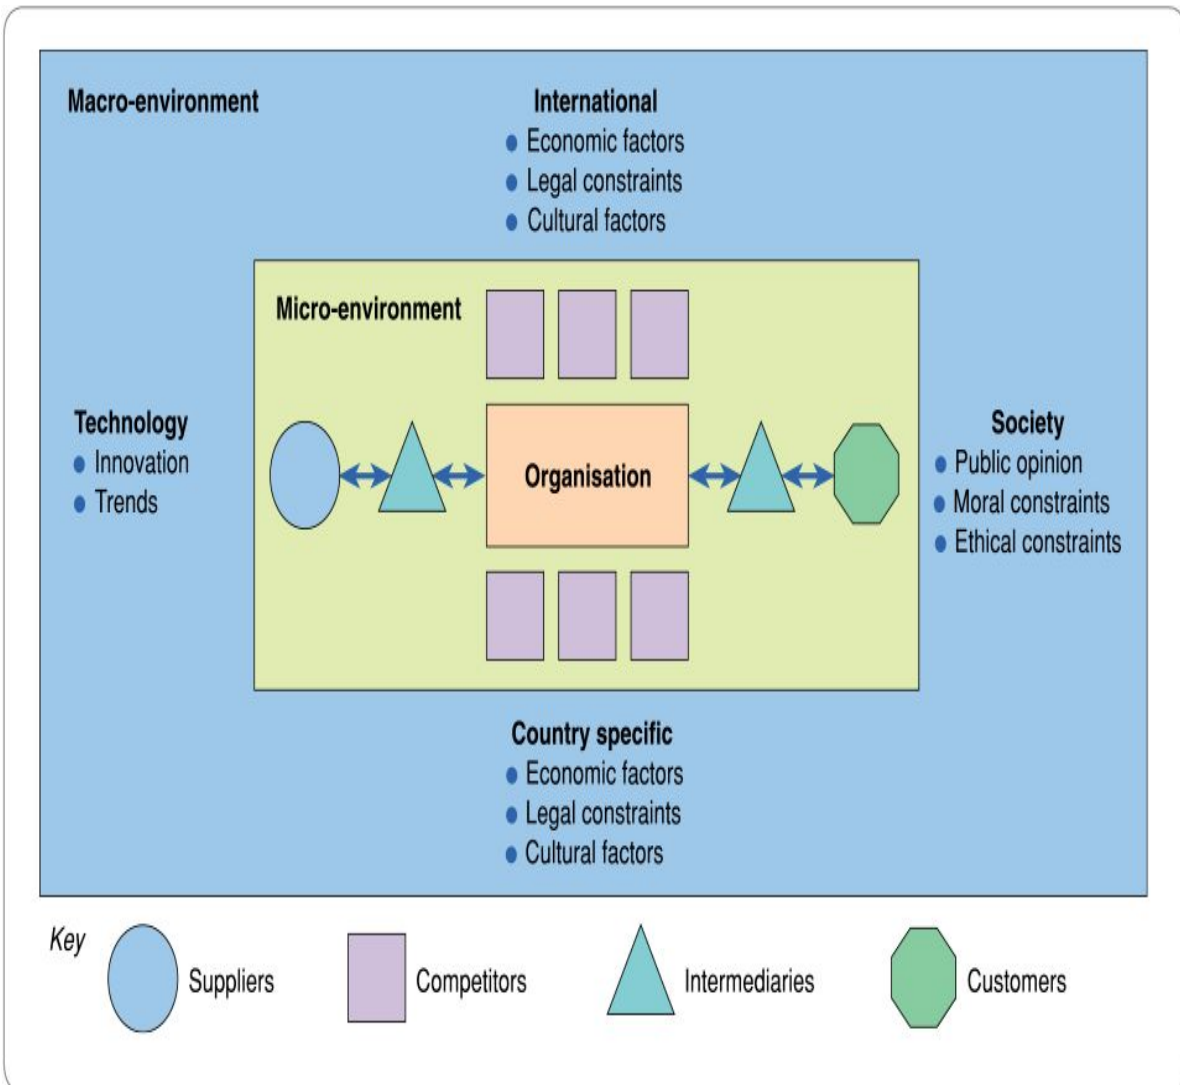 Macro-environment
International
Economic factors
Legal constraints
Cultural factors
Micro-environment
Technology
Innovation
Trends
Organisation
Society
Public opinion
Moral constraints
Ethical constraints
Country specific
Economic factors
Legal constraints
Cultural factors
Key
Suppliers
Competitors
Intermediaries
Customers